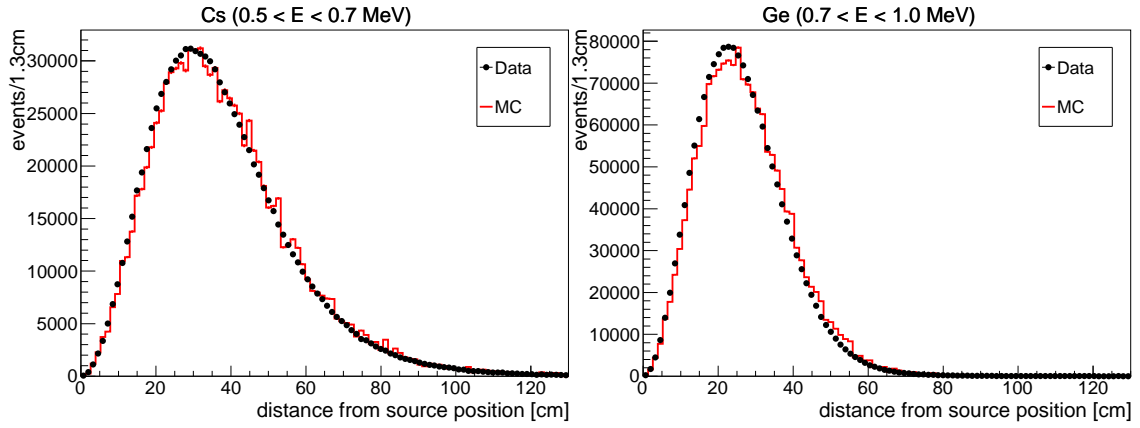 Cs (0.5 < E < 0.7 MeV)
events/1.3cm
30000
25000
20000
15000
10000
5000
0
0 20 40 60 80 100 120
distance from source position [cm]
Data
MC
Ge (0.7 < E < 1.0 MeV)
events/1.3cm
80000
70000
60000
50000
40000
30000
20000
10000
0
0 20 40 60 80 100 120
distance from source position [cm]
Data
MC